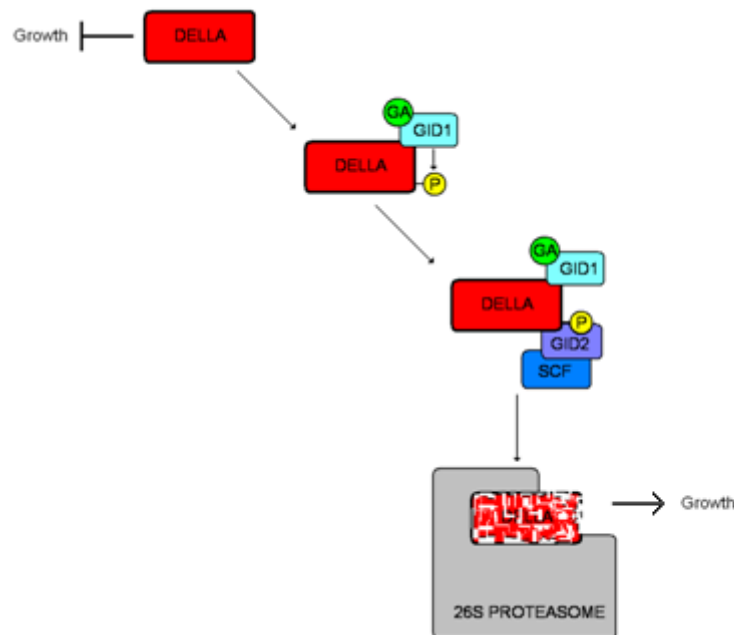 Growth
DELLA
GA
GID1
DELLA
P
GA
GID1
DELLA
P
GID2
SCF
Growth
26S PROTEASOME